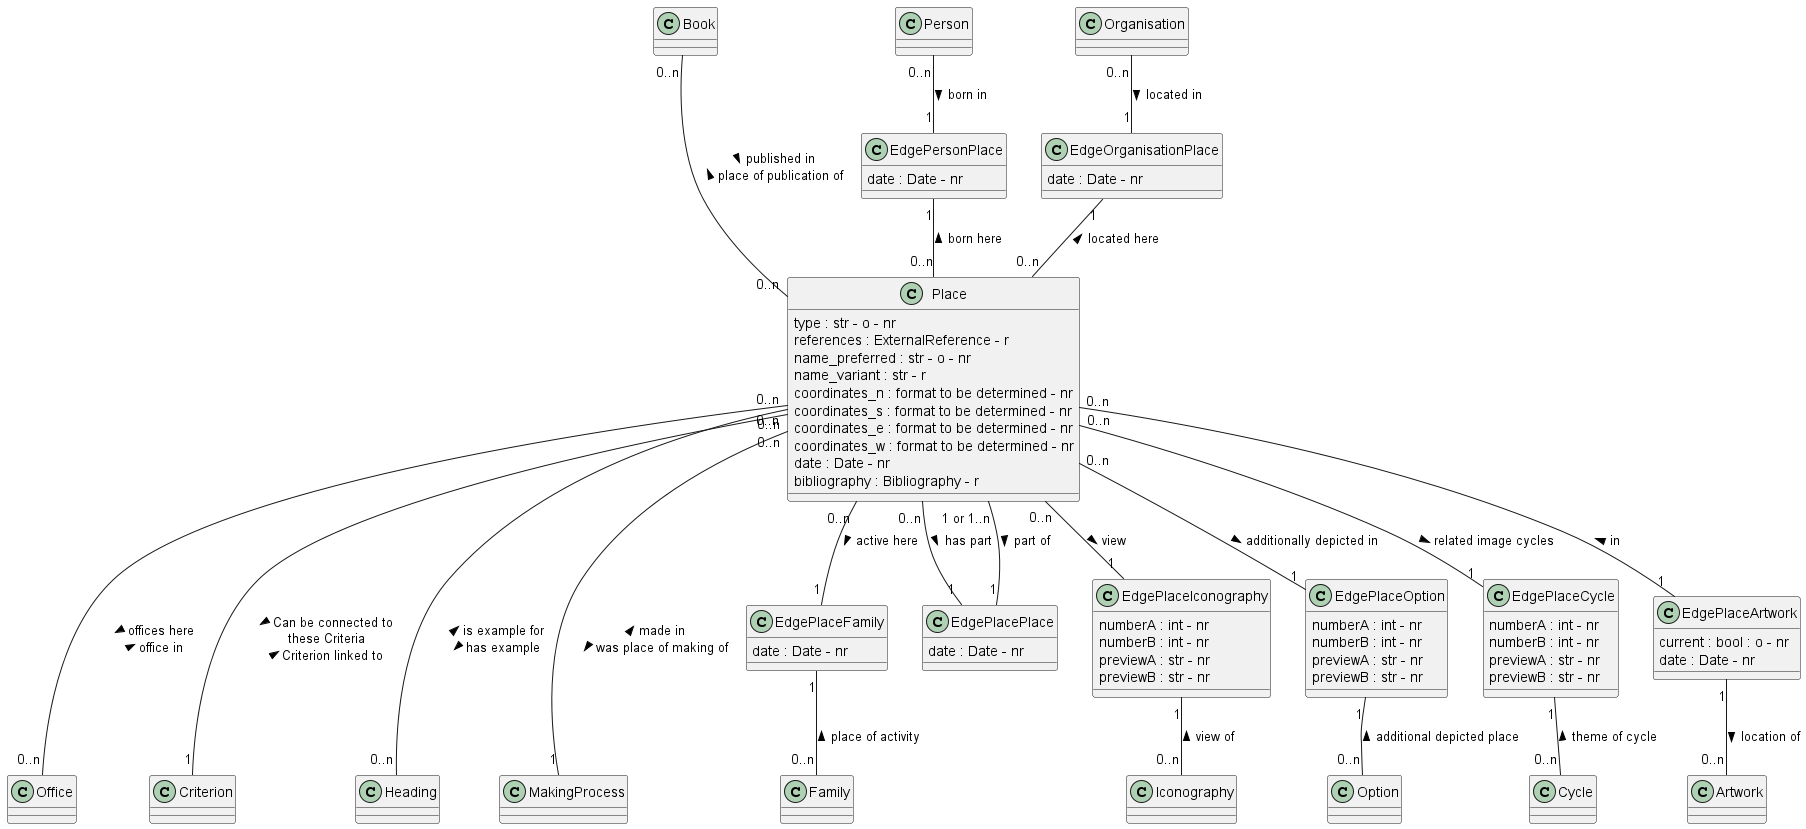 C Book
C Person
C Organisation
0..n
0..n
0..n
born in
located in
1
1
C EdgePersonPlace
date : Date - nr
C EdgeOrganisationPlace
date : Date - nr
published in
place of publication of
1
1
born here
located here
0..n
0..n
0..n
C Place
type : str - o - nr
references : ExternalReference - r
name_preferred : str - o - nr
name_variant : str - r
coordinates_n : format to be determined - nr
coordinates_s : format to be determined - nr
coordinates_e : format to be determined - nr
coordinates_w : format to be determined - nr
date : Date - nr
bibliography : Bibliography - r
0..n
0..n
0..n
0..n
0..n
0..n
0..n
0..n
0..n
1 or 1..n
0..n
active here
has part
part of
view
additionally depicted in
related image cycles
in
1
1
1
1
1
1
1
offices here
office in
Can be connected to
these Criteria
Criterion linked to
is example for
has example
made in
was place of making of
C EdgePlaceFamily
date : Date - nr
C EdgePlacePlace
date : Date - nr
C EdgePlaceIconography
numberA : int - nr
numberB : int - nr
previewA : str - nr
previewB : str - nr
C EdgePlaceOption
numberA : int - nr
numberB : int - nr
previewA : str - nr
previewB : str - nr
C EdgePlaceCycle
numberA : int - nr
numberB : int - nr
previewA : str - nr
previewB : str - nr
C EdgePlaceArtwork
current : bool : o - nr
date : Date - nr
1
1
1
1
1
place of activity
view of
additional depicted place
theme of cycle
location of
0..n
1
0..n
1
0..n
0..n
0..n
0..n
0..n
C Office
C Criterion
C Heading
C MakingProcess
C Family
C Iconography
C Option
C Cycle
C Artwork